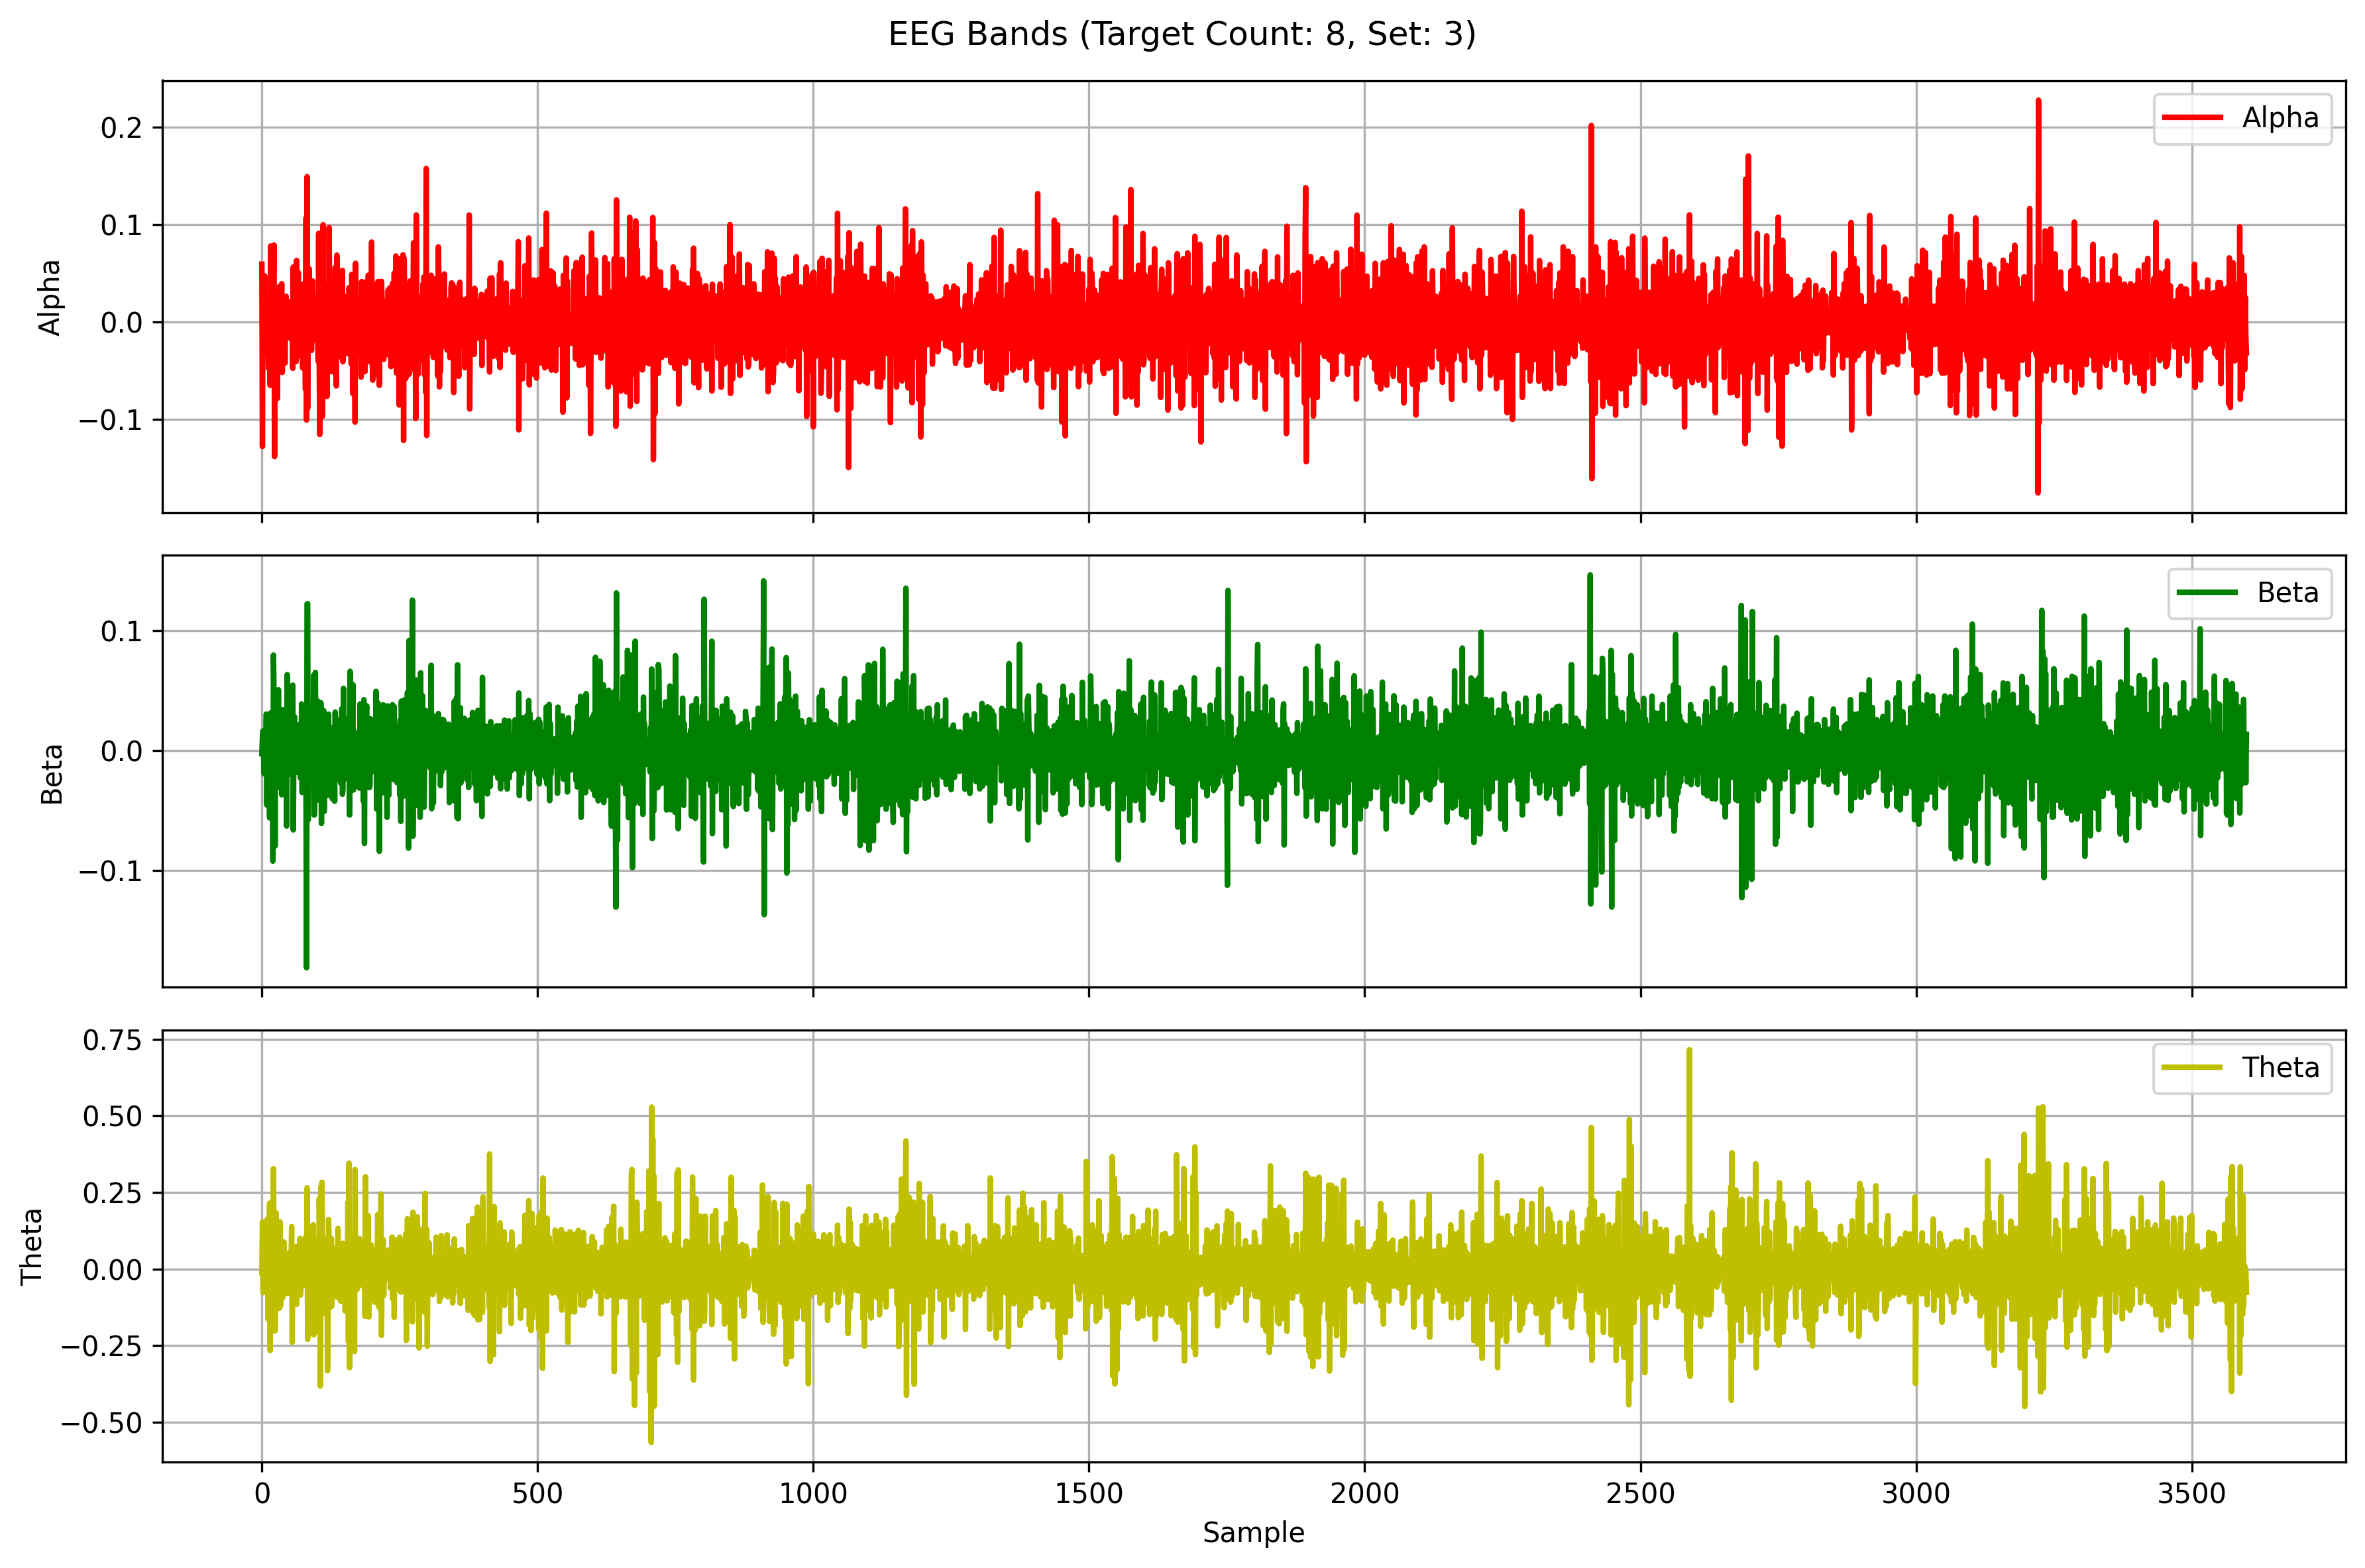 EEG Bands (Target Count: 8, Set: 3)
Alpha
0.2
0.1
0.0
−0.1
Alpha
Beta
0.1
0.0
−0.1
Beta
Theta
0.75
0.50
0.25
0.00
−0.25
−0.50
Theta
0 500 1000 1500 2000 2500 3000 3500
Sample